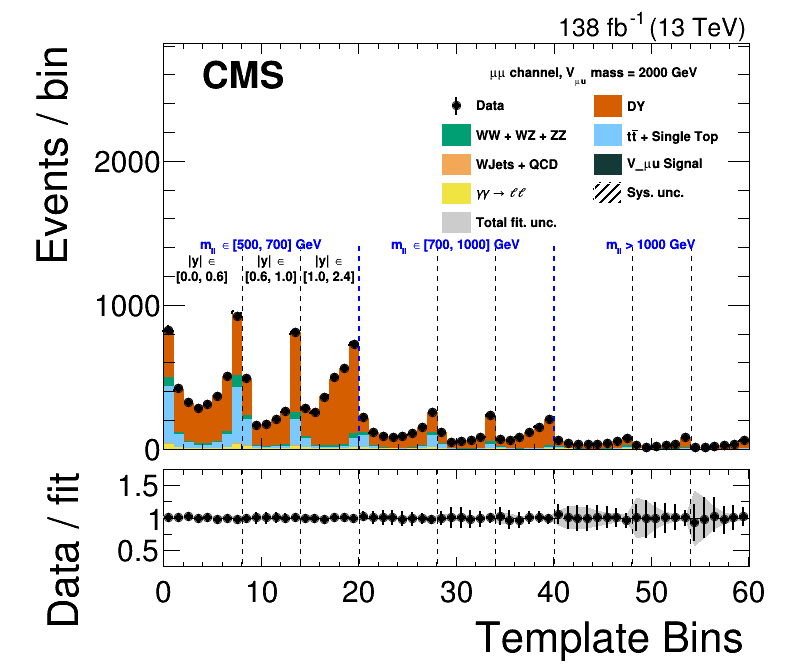 138 fb⁻¹ (13 TeV)
CMS
μμ channel, V_μu mass = 2000 GeV
Data
DY
WW + WZ + ZZ
tt̄ + Single Top
WJets + QCD
V_μu Signal
γγ → ℓℓ
Sys. unc.
Total fit. unc.
m_ll ∈ [500, 700] GeV
m_ll ∈ [700, 1000] GeV
m_ll > 1000 GeV
|y| ∈
[0.0, 0.6]
|y| ∈
[0.6, 1.0]
|y| ∈
[1.0, 2.4]
Events / bin
2000
1000
0
Data / fit
1.5
1
0.5
0 10 20 30 40 50 60
Template Bins